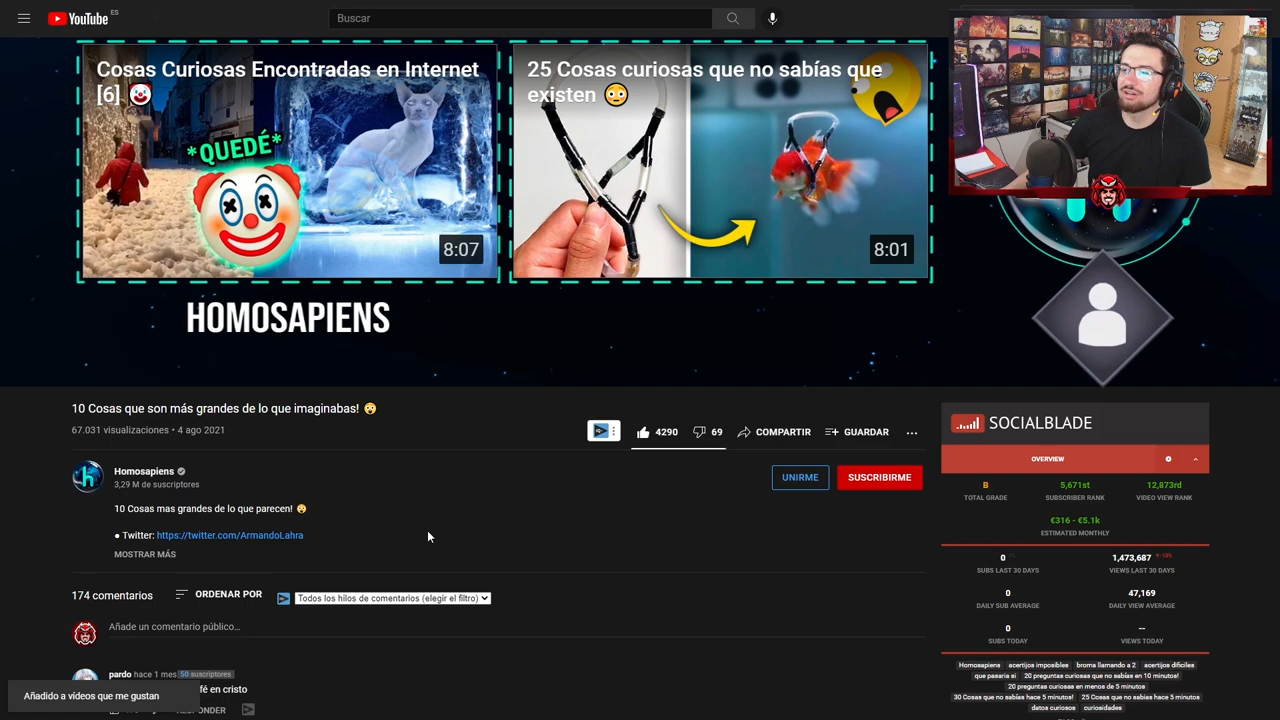 YouTube ES
Buscar
Cosas Curiosas Encontradas en Internet
[6] 🤡
*QUEDÉ*
8:07
25 Cosas curiosas que no sabías que
existen 😳
8:01
HOMOSAPIENS
10 Cosas que son más grandes de lo que imaginabas! 😲
67.031 visualizaciones • 4 ago 2021
4290
69
COMPARTIR
GUARDAR
Homosapiens
3,29 M de suscriptores
UNIRME
SUSCRIBIRME
10 Cosas mas grandes de lo que parecen! 😲
● Twitter: https://twitter.com/ArmandoLahra
MOSTRAR MÁS
174 comentarios
ORDENAR POR
Todos los hilos de comentarios (elegir el filtro)
Añade un comentario público...
pardo hace 1 mes 50 suscriptores
fé en cristo
RESPONDER
Añadido a vídeos que me gustan
SOCIALBLADE
OVERVIEW
B
TOTAL GRADE
5,671st
SUBSCRIBER RANK
12,873rd
VIDEO VIEW RANK
€316 - €5.1k
ESTIMATED MONTHLY
0
SUBS LAST 30 DAYS
1,473,687
VIEWS LAST 30 DAYS
0
DAILY SUB AVERAGE
47,169
DAILY VIEW AVERAGE
0
SUBS TODAY
--
VIEWS TODAY
Homosapiens acertijos imposibles broma llamando a 2 acertijos dificiles
que pasaria si 20 preguntas curiosas que no sabías en 10 minutos!
20 preguntas curiosas en menos de 5 minutos
30 Cosas que no sabías hace 5 minutos! 25 Cosas que no sabias hace 5 minutos
datos curiosos curiosidades